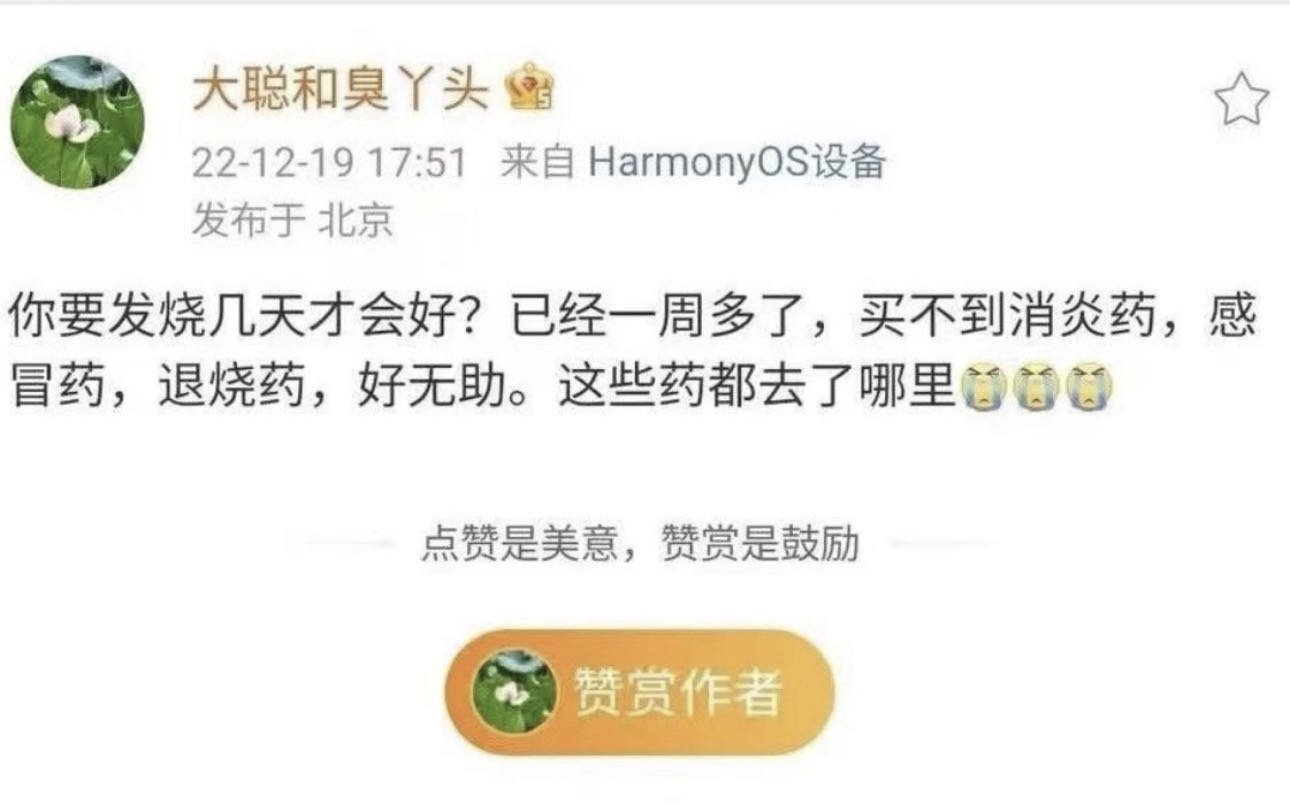 大聪和臭丫头
22-12-19 17:51 来自 HarmonyOS设备
发布于 北京
你要发烧几天才会好？已经一周多了，买不到消炎药，感
冒药，退烧药，好无助。这些药都去了哪里😭😭😭
点赞是美意，赞赏是鼓励
赞赏作者